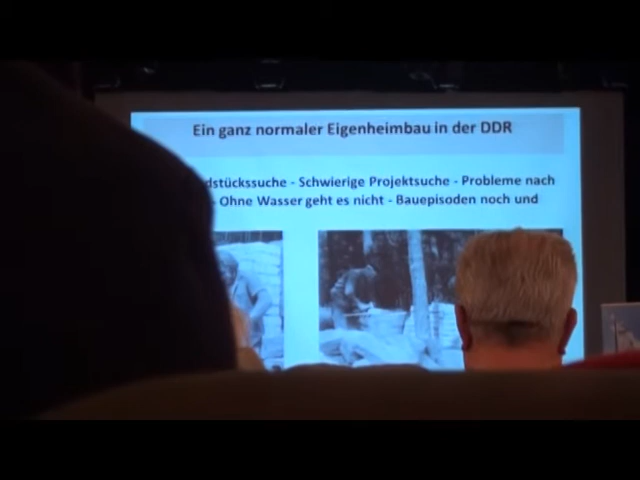 Ein ganz normaler Eigenheimbau in der DDR
- Schwierige Projektsuche - Probleme nach
- Ohne Wasser geht es nicht - Bauepisoden noch und